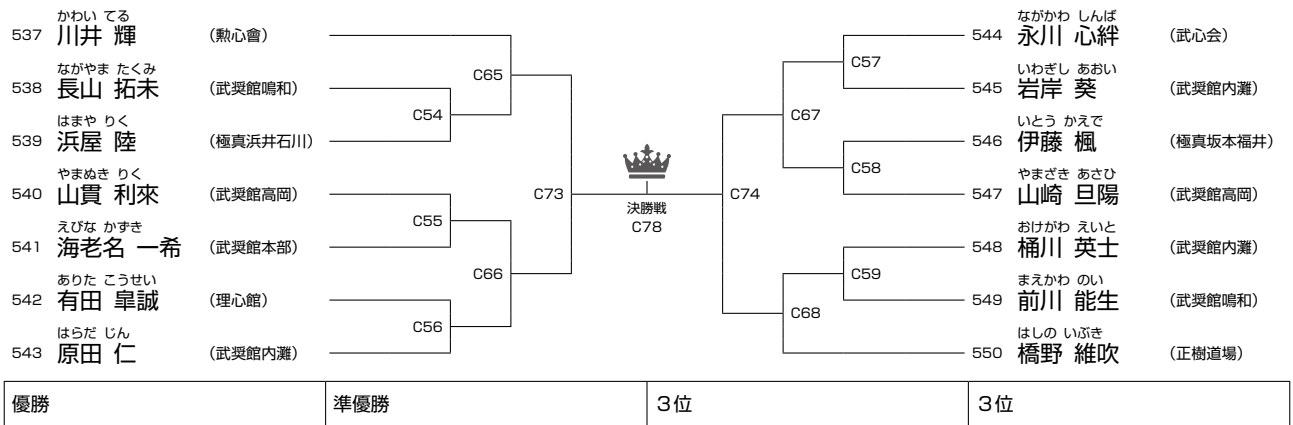 かわい てる
537 川井 輝 (勲心會)
ながやま たくみ
538 長山 拓未 (武奨館鳴和)
はまや りく
539 浜屋 陸 (極真浜井石川)
やまぬき りく
540 山貫 利來 (武奨館高岡)
えびな かずき
541 海老名 一希 (武奨館本部)
ありた こうせい
542 有田 皐誠 (理心館)
はらだ じん
543 原田 仁 (武奨館内灘)
C65
C54
C55
C66
C56
C73
決勝戦
C78
C74
C57
C67
C58
C59
C68
ながかわ しんば
544 永川 心絆 (武心会)
いわぎし あおい
545 岩岸 葵 (武奨館内灘)
いとう かえで
546 伊藤 楓 (極真坂本福井)
やまざき あさひ
547 山崎 旦陽 (武奨館高岡)
おけがわ えいと
548 桶川 英士 (武奨館内灘)
まえかわ のい
549 前川 能生 (武奨館鳴和)
はしの いぶき
550 橋野 維吹 (正樹道場)
優勝 準優勝 3位 3位